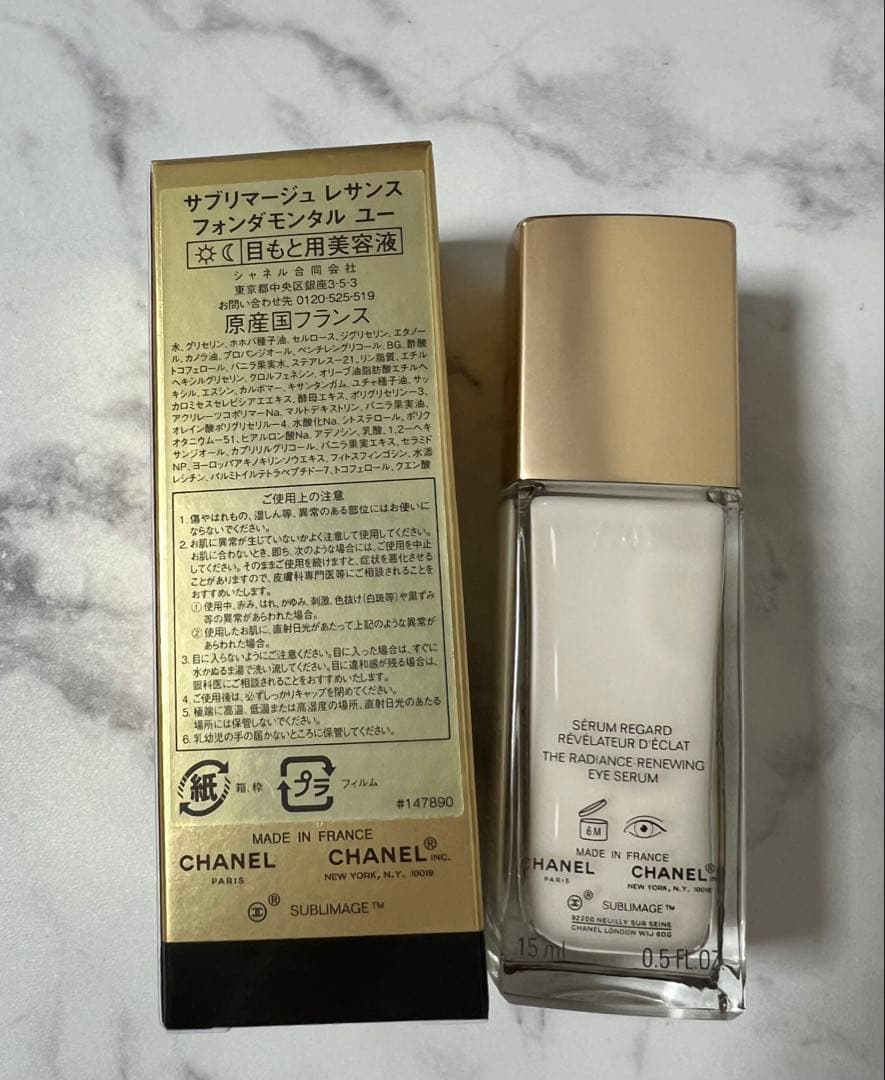 サブリマージュ レサンス
フォンダモンタル ユー
目もと用美容液
シャネル合同会社
東京都中央区銀座3-5-3
お問い合わせ先 0120-525-519
原産国フランス
水、グリセリン、ホホバ種子油、セルロース、ジグリセリン、エタノー
ル、カノラ油、プロパンジオール、ペンチレングリコール、BG、酢酸
トコフェロール、バニラ果実水、ステアレス-21、リン脂質、エチル
ヘキシルグリセリン、クロルフェネシン、オリーブ油脂肪酸エチルヘ
キシル、エスシン、カルボマー、キサンタンガム、ユチャ種子油、サッ
カロミセスセレビシアエエキス、酵母エキス、ポリグリセリン-3、
アクリレーツコポリマーNa、マルトデキストリン、バニラ果実油、
オレイン酸ポリグリセリル-4、水酸化Na、シトステロール、ポリク
オタニウム-51、ヒアルロン酸Na、アデノシン、乳酸、1,2-ヘキ
サンジオール、カプリリルグリコール、バニラ果実エキス、セラミド
NP、ヨーロッパアキノキリンソウエキス、フィトスフィンゴシン、水添
レシチン、パルミトイルテトラペプチド-7、トコフェロール、クエン酸
ご使用上の注意
1. 傷やはれもの、湿しん等、異常のある部位にはお使いに
ならないでください。
2. お肌に異常が生じていないかよく注意して使用してください。
お肌に合わないとき、即ち、次のような場合には、ご使用を中止
してください。そのままご使用を続けますと、症状を悪化させる
ことがありますので、皮膚科専門医等にご相談されることを
おすすめいたします。
① 使用中、赤み、はれ、かゆみ、刺激、色抜け(白斑等)や黒ずみ
等の異常があらわれた場合。
② 使用したお肌に、直射日光があたって上記のような異常が
あらわれた場合。
3. 目に入らないようにご注意ください。目に入った場合は、すぐに
水かぬるま湯で洗い流してください。目に違和感が残る場合は、
眼科医にご相談されることをおすすめいたします。
4. ご使用後は、必ずしっかりキャップを閉めてください。
5. 極端に高温、低温または高湿度の場所、直射日光のあたる
場所には保管しないでください。
6. 乳幼児の手の届かないところに保管してください。
紙 箱、枠 プラ フィルム
#147890
MADE IN FRANCE
CHANEL CHANEL® INC.
PARIS NEW YORK, N.Y. 10019
® SUBLIMAGE™
SÉRUM REGARD
RÉVÉLATEUR D'ÉCLAT
THE RADIANCE-RENEWING
EYE SERUM
6M
MADE IN FRANCE
CHANEL CHANEL® INC.
PARIS NEW YORK, N.Y. 10019
® SUBLIMAGE™
92200 NEUILLY SUR SEINE
CHANEL LONDON W1J 6DG
15 ml 0.5 FL.OZ.